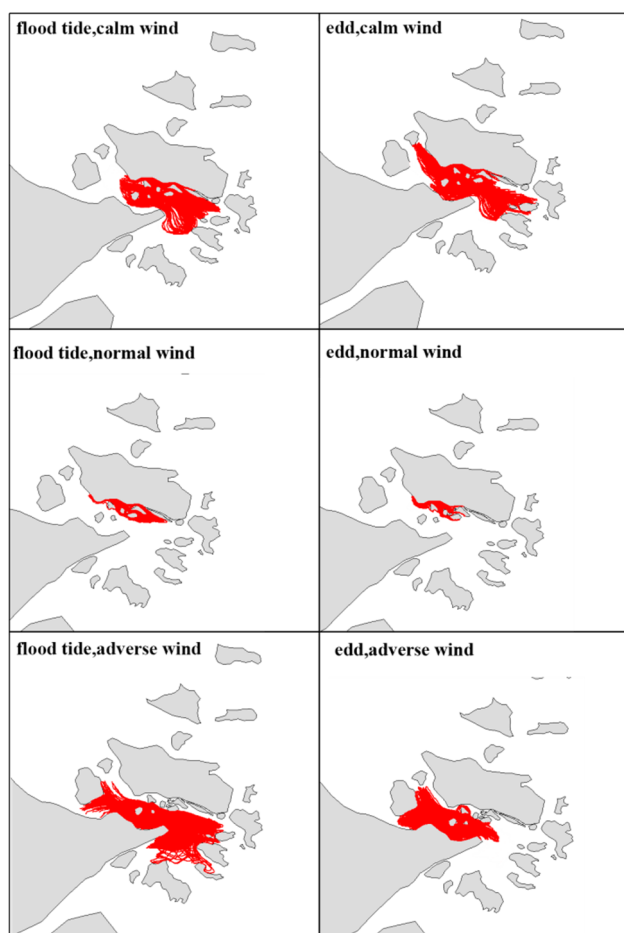 flood tide,calm wind
edd,calm wind
flood tide,normal wind
edd,normal wind
flood tide,adverse wind
edd,adverse wind